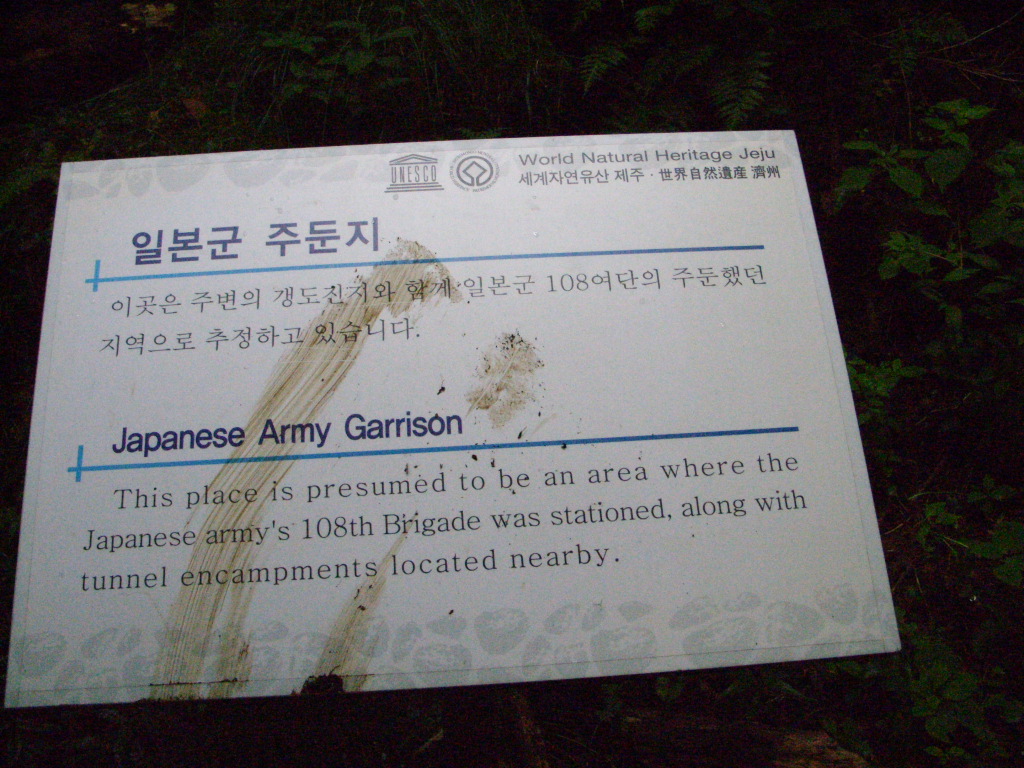 UNESCO
World Natural Heritage Jeju
세계자연유산 제주 · 世界自然遺産 濟州
일본군 주둔지
이곳은 주변의 갱도진지와 함께 일본군 108여단의 주둔했던
지역으로 추정하고 있습니다.
Japanese Army Garrison
This place is presumed to be an area where the
Japanese army's 108th Brigade was stationed, along with
tunnel encampments located nearby.